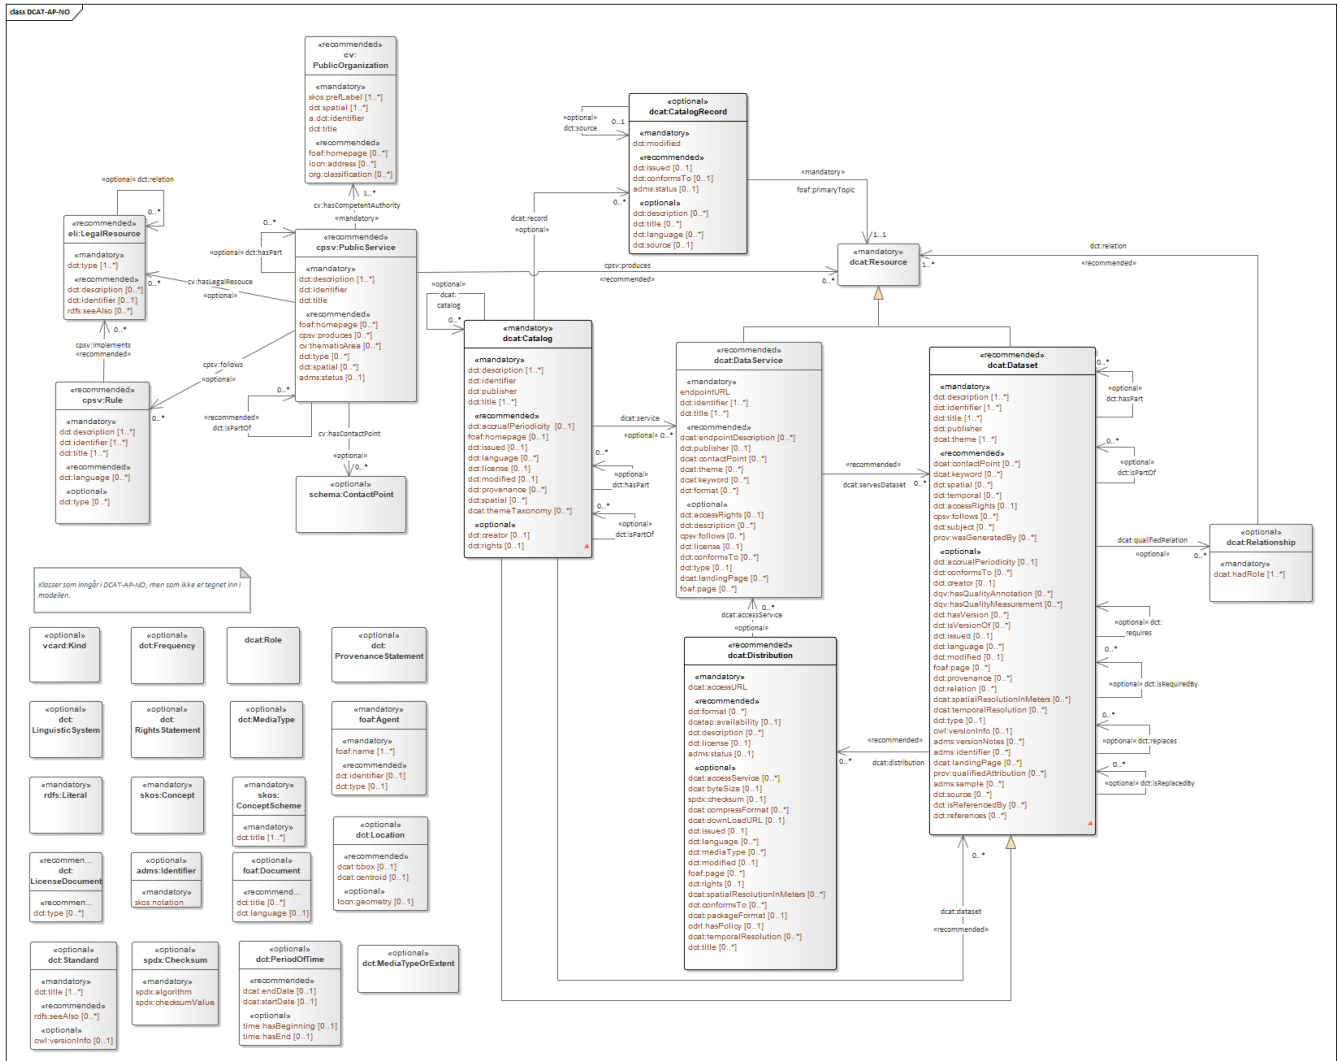 class DCAT-AP-NO
«recommended»
cv:
PublicOrganization
«mandatory»
skos:prefLabel [1..*]
dct:spatial [1..*]
a.dct:identifier
dct:title
«recommended»
foaf:homepage [0..*]
locn:address [0..*]
org:classification [0..*]
1..*
cv:hasCompetentAuthority
«mandatory»
«optional»
dcat:CatalogRecord
«mandatory»
dct:modified
«recommended»
dct:issued [0..1]
dct:conformsTo [0..1]
adms:status [0..1]
«optional»
dct:description [0..*]
dct:title [0..*]
dct:language [0..*]
dct:source [0..1]
«optional»
dct:source
0..1
«mandatory»
foaf:primaryTopic
1..1
«mandatory»
dcat:Resource
0..*
1..*
dct:relation
«recommended»
«optional» dct:relation
0..*
«recommended»
eli:LegalResource
«mandatory»
dct:type [1..*]
«recommended»
dct:description [0..*]
dct:identifier [0..1]
rdfs:seeAlso [0..*]
0..*
cv:hasLegalResouce
«optional»
0..*
«optional» dct:hasPart
«recommended»
cpsv:PublicService
«mandatory»
dct:description [1..*]
dct:identifier
dct:title
«recommended»
foaf:homepage [0..*]
cpsv:produces [0..*]
cv:thematicArea [0..*]
dct:type [0..*]
dct:spatial [0..*]
adms:status [0..1]
cpsv:produces
«recommended»
dcat:record
«optional»
0..*
0..*
cpsv:implements
«recommended»
«recommended»
cpsv:Rule
«mandatory»
dct:description [1..*]
dct:identifier [1..*]
dct:title [1..*]
«recommended»
dct:language [0..*]
«optional»
dct:type [0..*]
cpsv:follows
«optional»
0..*
0..*
«recommended»
dct:isPartOf
cv:hasContactPoint
«optional»
0..*
«optional»
schema:ContactPoint
«optional»
dcat:
catalog
0..*
«mandatory»
dcat:Catalog
«mandatory»
dct:description [1..*]
dct:identifier
dct:publisher
dct:title [1..*]
«recommended»
dct:accrualPeriodicity [0..1]
foaf:homepage [0..1]
dct:issued [0..1]
dct:language [0..*]
dct:license [0..1]
dct:modified [0..1]
dct:provenance [0..*]
dct:spatial [0..*]
dcat:themeTaxonomy [0..*]
«optional»
dct:creator [0..1]
dct:rights [0..1]
A
dcat:service
«optional» 0..*
0..*
«optional»
dct:hasPart
0..*
«optional»
dct:isPartOf
«recommended»
dcat:DataService
«mandatory»
endpointURL
dct:identifier [1..*]
dct:title [1..*]
«recommended»
dcat:endpointDescription [0..*]
dct:publisher [0..1]
dcat:contactPoint [0..*]
dcat:theme [0..*]
dcat:keyword [0..*]
dct:format [0..*]
«optional»
dct:accessRights [0..1]
dct:description [0..*]
cpsv:follows [0..*]
dct:license [0..1]
dct:conformsTo [0..*]
dct:type [0..1]
dcat:landingPage [0..*]
foaf:page [0..*]
«recommended»
dcat:servesDataset
0..*
0..*
dcat:accessService
«optional»
«recommended»
dcat:Distribution
«mandatory»
dcat:accessURL
«recommended»
dct:format [0..*]
dcatap:availability [0..1]
dct:description [0..*]
dct:license [0..1]
adms:status [0..1]
«optional»
dcat:accessService [0..*]
dcat:byteSize [0..1]
spdx:checksum [0..1]
dcat:compressFormat [0..1]
dcat:downLoadURL [0..1]
dct:issued [0..1]
dct:language [0..*]
dct:mediaType [0..*]
dct:modified [0..1]
foaf:page [0..*]
dct:rights [0..1]
dcat:spatialResolutionInMeters [0..*]
dct:conformsTo [0..*]
dcat:packageFormat [0..1]
odrl:hasPolicy [0..1]
dcat:temporalResolution [0..*]
dct:title [0..*]
«recommended»
0..*
dcat:distribution
«recommended»
dcat:Dataset
«mandatory»
dct:description [1..*]
dct:identifier [1..*]
dct:title [1..*]
dct:publisher
dcat:theme [1..*]
«recommended»
dcat:contactPoint [0..*]
dcat:keyword [0..*]
dct:spatial [0..*]
dct:temporal [0..*]
dct:accessRights [0..1]
cpsv:follows [0..*]
dct:subject [0..*]
prov:wasGeneratedBy [0..*]
«optional»
dct:accrualPeriodicity [0..1]
dct:conformsTo [0..*]
dct:creator [0..1]
dqv:hasQualityAnnotation [0..*]
dqv:hasQualityMeasurement [0..*]
dct:hasVersion [0..*]
dct:isVersionOf [0..*]
dct:issued [0..1]
dct:language [0..*]
dct:modified [0..1]
foaf:page [0..*]
dct:provenance [0..*]
dct:relation [0..*]
dcat:spatialResolutionInMeters [0..*]
dcat:temporalResolution [0..*]
dct:type [0..1]
owl:versionInfo [0..1]
adms:versionNotes [0..*]
adms:identifier [0..*]
dcat:landingPage [0..*]
prov:qualifiedAttribution [0..*]
adms:sample [0..*]
dct:source [0..*]
dct:isReferencedBy [0..*]
dct:references [0..*]
A
0..*
«optional»
dct:hasPart
0..*
«optional»
dct:isPartOf
dcat:qualifiedRelation
«optional»
0..*
«optional»
dcat:Relationship
«mandatory»
dcat:hadRole [1..*]
0..*
«optional» dct:
requires
0..*
«optional» dct:isRequiredBy
0..*
«optional» dct:replaces
0..*
«optional» dct:isReplacedBy
0..*
dcat:dataset
«recommended»
Klasser som inngår i DCAT-AP-NO, men som ikke er tegnet inn i
modellen.
«optional»
vcard:Kind
«optional»
dct:Frequency
dcat:Role
«optional»
dct:
ProvenanceStatement
«optional»
dct:
LinguisticSystem
«optional»
dct:
RightsStatement
«optional»
dct:MediaType
«mandatory»
foaf:Agent
«mandatory»
foaf:name [1..*]
«recommended»
dct:identifier [0..1]
dct:type [0..1]
«mandatory»
rdfs:Literal
«mandatory»
skos:Concept
«mandatory»
skos:
ConceptScheme
«mandatory»
dct:title [1..*]
«optional»
dct:Location
«recommended»
dcat:bbox [0..1]
dcat:centroid [0..1]
«optional»
locn:geometry [0..1]
«recommen...
dct:
LicenseDocument
«recommen...
dct:type [0..*]
«optional»
adms:Identifier
«mandatory»
skos:notation
«optional»
foaf:Document
«recommend...
dct:title [0..*]
dct:language [0..1]
«optional»
dct:Standard
«mandatory»
dct:title [1..*]
«recommended»
rdfs:seeAlso [0..*]
«optional»
owl:versionInfo [0..1]
«optional»
spdx:Checksum
«mandatory»
spdx:algorithm
spdx:checksumValue
«optional»
dct:PeriodOfTime
«recommended»
dcat:endDate [0..1]
dcat:startDate [0..1]
«optional»
time:hasBeginning [0..1]
time:hasEnd [0..1]
«optional»
dct:MediaTypeOrExtent